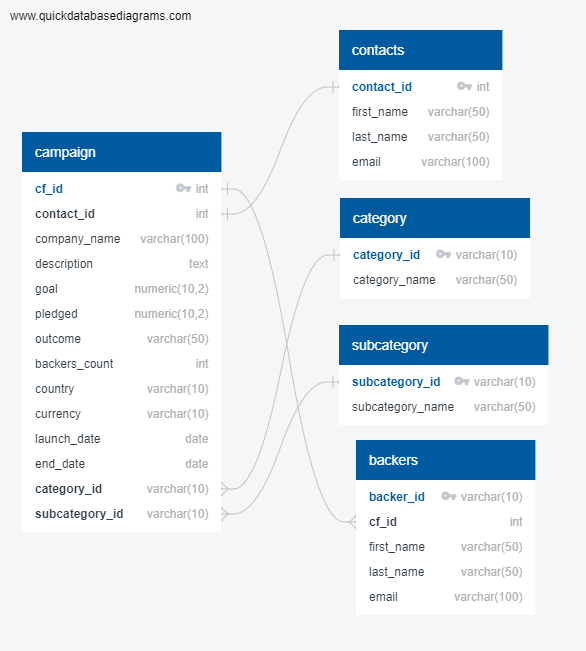 www.quickdatabasediagrams.com
contacts
contact_id int
first_name varchar(50)
last_name varchar(50)
email varchar(100)
campaign
cf_id int
contact_id int
company_name varchar(100)
description text
goal numeric(10,2)
pledged numeric(10,2)
outcome varchar(50)
backers_count int
country varchar(10)
currency varchar(10)
launch_date date
end_date date
category_id varchar(10)
subcategory_id varchar(10)
category
category_id varchar(10)
category_name varchar(50)
subcategory
subcategory_id varchar(10)
subcategory_name varchar(50)
backers
backer_id varchar(10)
cf_id int
first_name varchar(50)
last_name varchar(50)
email varchar(100)